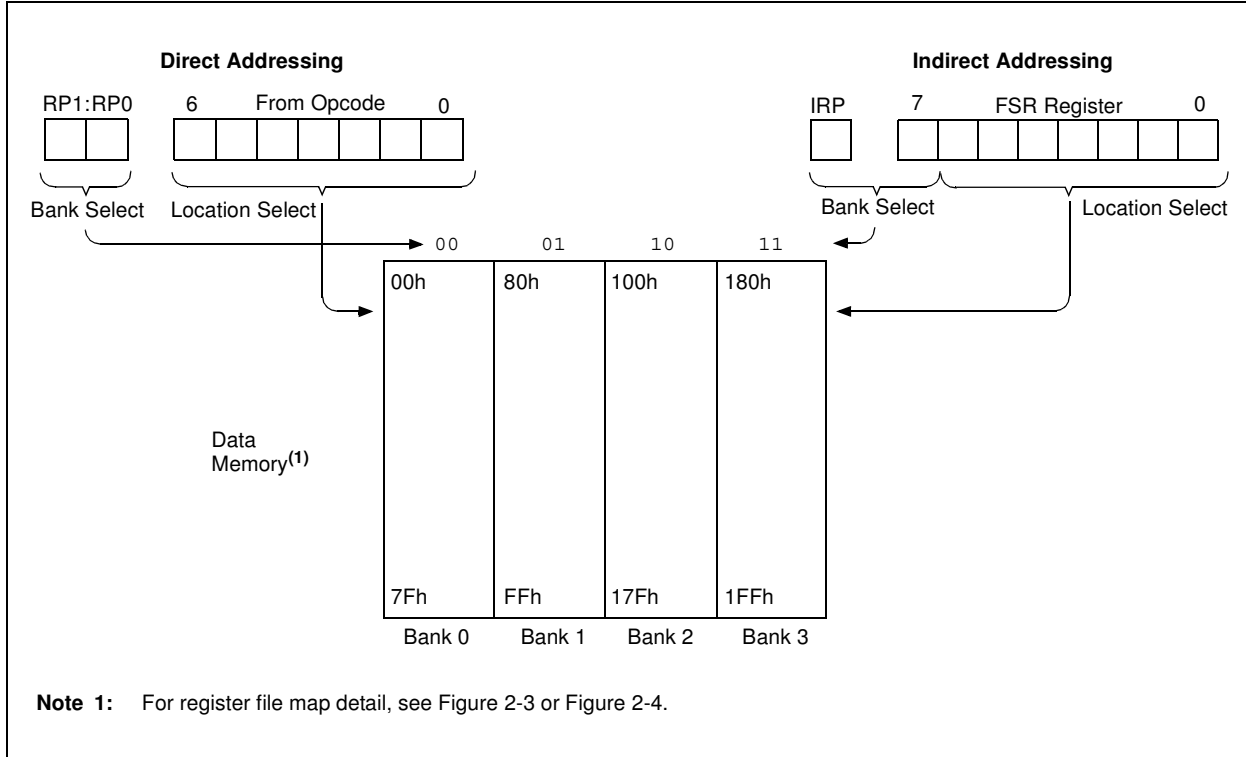 Direct Addressing
RP1:RP0 6 From Opcode 0
Bank Select Location Select
Indirect Addressing
IRP 7 FSR Register 0
Bank Select Location Select
00 01 10 11
00h 80h 100h 180h
Data
Memory(1)
7Fh FFh 17Fh 1FFh
Bank 0 Bank 1 Bank 2 Bank 3
Note 1: For register file map detail, see Figure 2-3 or Figure 2-4.